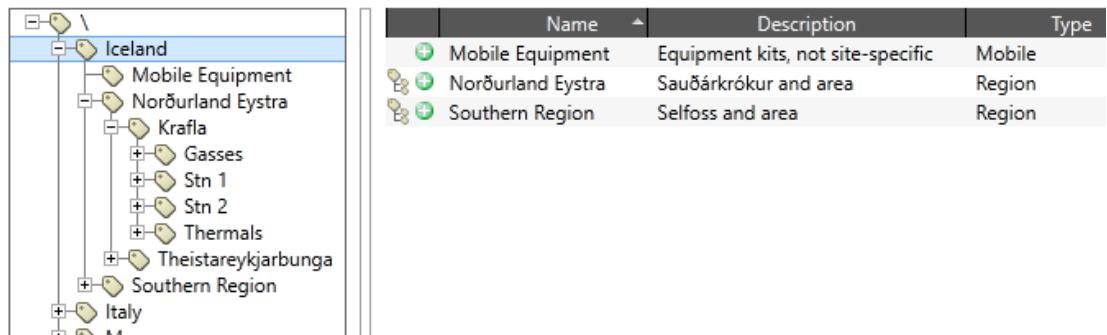 \
Iceland
Mobile Equipment
Norðurland Eystra
Krafla
Gasses
Stn 1
Stn 2
Thermals
Theistareykjarbunga
Southern Region
Italy
Name Description Type
Mobile Equipment Equipment kits, not site-specific Mobile
Norðurland Eystra Sauðárkrókur and area Region
Southern Region Selfoss and area Region